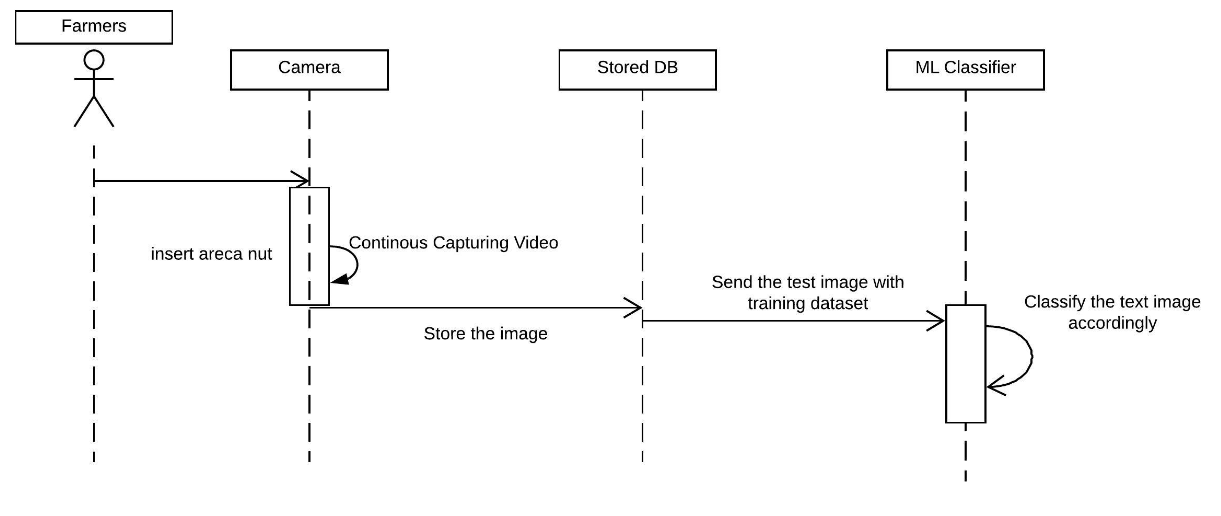 Farmers
Camera
Stored DB
ML Classifier
insert areca nut
Continous Capturing Video
Store the image
Send the test image with
training dataset
Classify the text image
accordingly